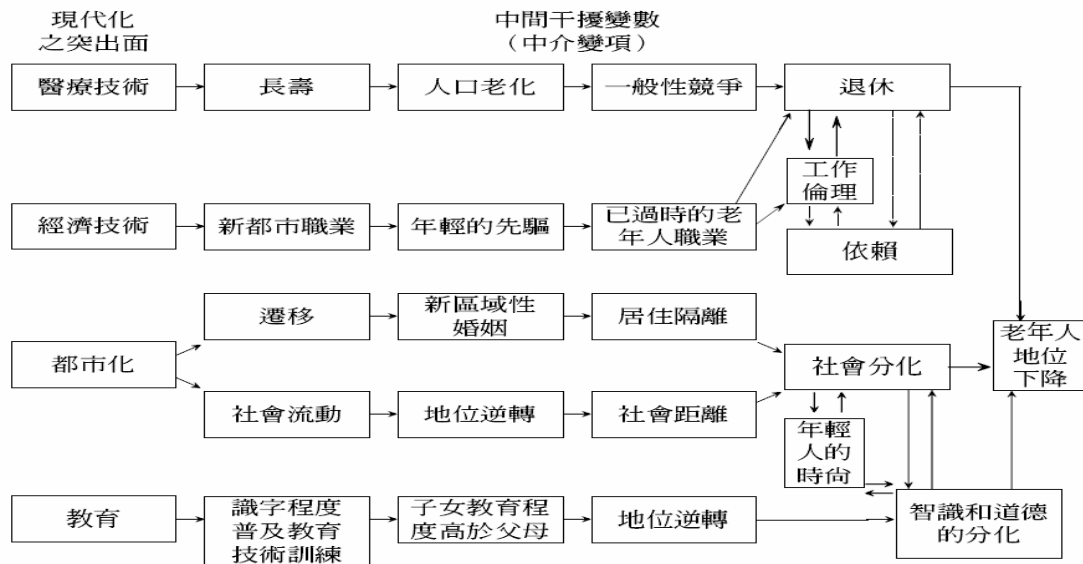 現代化
之突出面
中間干擾變數
（中介變項）
醫療技術
長壽
人口老化
一般性競爭
退休
工作
倫理
經濟技術
新都市職業
年輕的先驅
已過時的老
年人職業
依賴
遷移
新區域性
婚姻
居住隔離
都市化
社會分化
老年人
地位
下降
社會流動
地位逆轉
社會距離
年輕
人的
時尚
教育
識字程度
普及教育
技術訓練
子女教育程
度高於父母
地位逆轉
智識和道德
的分化